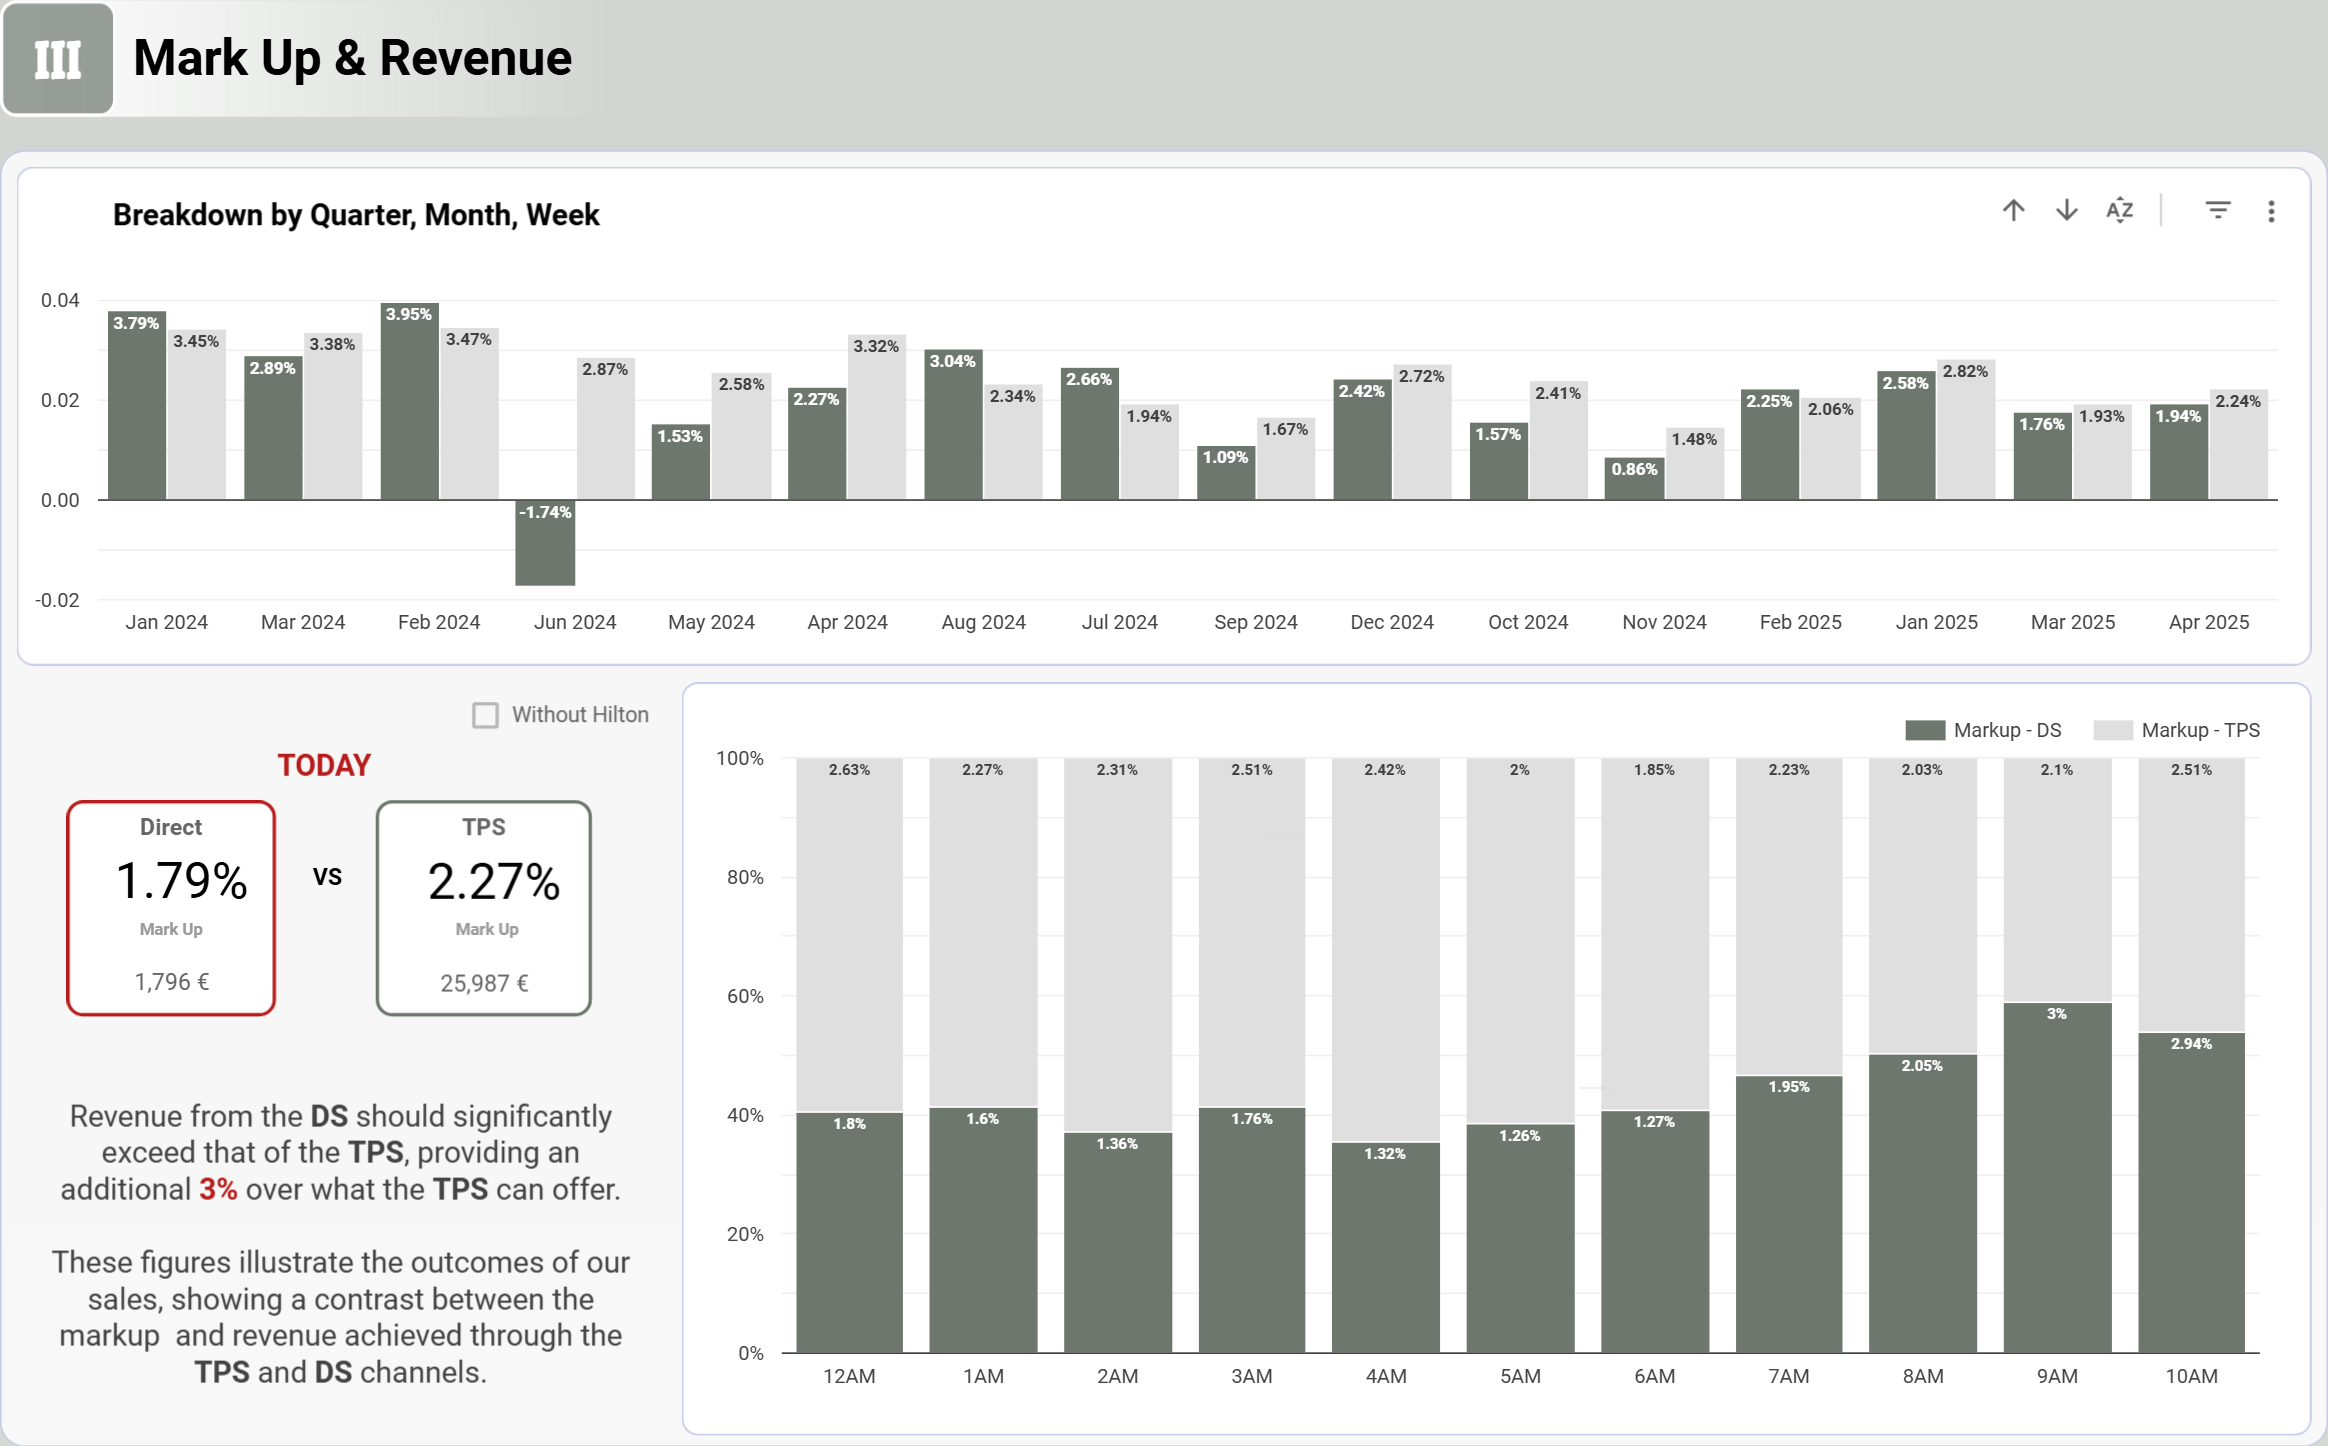 III
Mark Up & Revenue
Breakdown by Quarter, Month, Week
AZ
0.04
0.02
0.00
-0.02
3.79% 3.45% 2.89% 3.38% 3.95% 3.47% -1.74% 2.87% 1.53% 2.58% 2.27% 3.32% 3.04% 2.34% 2.66% 1.94% 1.09% 1.67% 2.42% 2.72% 1.57% 2.41% 0.86% 1.48% 2.25% 2.06% 2.58% 2.82% 1.76% 1.93% 1.94% 2.24%
Jan 2024 Mar 2024 Feb 2024 Jun 2024 May 2024 Apr 2024 Aug 2024 Jul 2024 Sep 2024 Dec 2024 Oct 2024 Nov 2024 Feb 2025 Jan 2025 Mar 2025 Apr 2025
Without Hilton
TODAY
Direct
1.79%
Mark Up
1,796 €
VS
TPS
2.27%
Mark Up
25,987 €
Revenue from the DS should significantly
exceed that of the TPS, providing an
additional 3% over what the TPS can offer.
These figures illustrate the outcomes of our
sales, showing a contrast between the
markup and revenue achieved through the
TPS and DS channels.
Markup - DS Markup - TPS
100%
80%
60%
40%
20%
0%
2.63% 2.27% 2.31% 2.51% 2.42% 2% 1.85% 2.23% 2.03% 2.1% 2.51%
1.8% 1.6% 1.36% 1.76% 1.32% 1.26% 1.27% 1.95% 2.05% 3% 2.94%
12AM 1AM 2AM 3AM 4AM 5AM 6AM 7AM 8AM 9AM 10AM